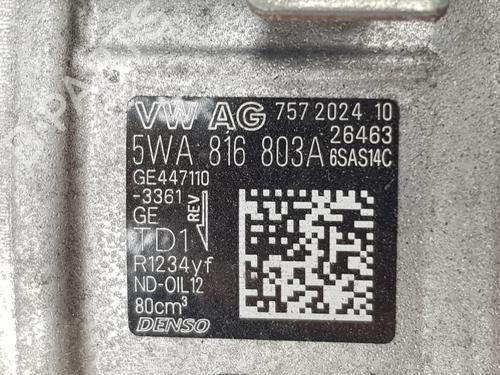 VW AG 757 2024 10
26463
5WA 816 803A 6SAS14C
GE447110
-3361
GE REV
TD1
R1234yf
ND-OIL12
80cm³
DENSO